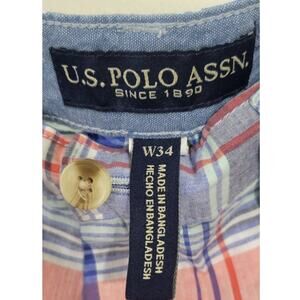 U.S. POLO ASSN.
SINCE 1890
W34
MADE IN BANGLADESH
HECHO EN BANGLADESH